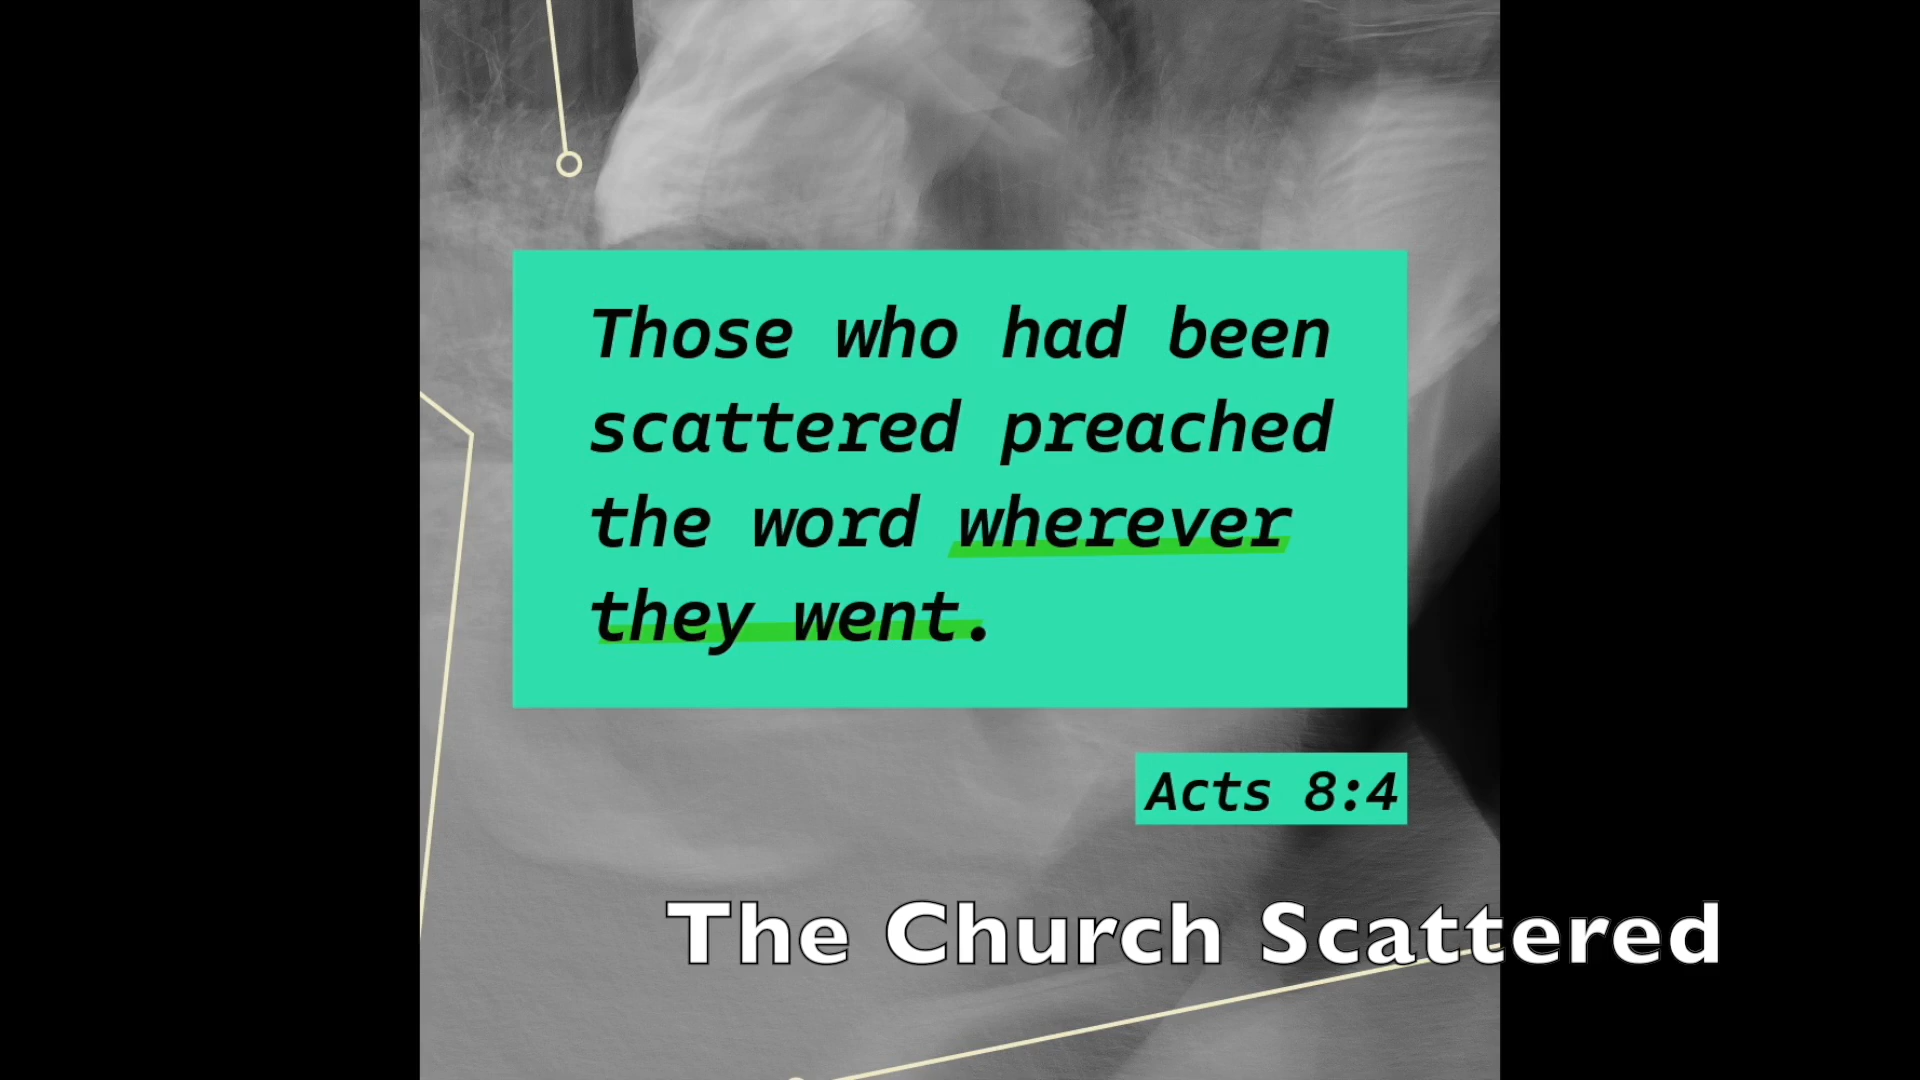 Those who had been
scattered preached
the word wherever
they went.
Acts 8:4
The Church Scattered